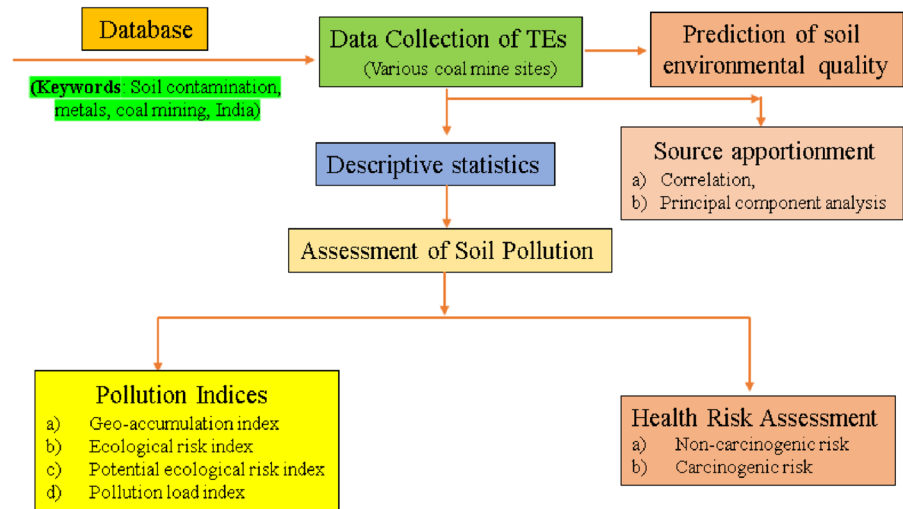 Database
(Keywords: Soil contamination,
metals, coal mining, India)
Data Collection of TEs
(Various coal mine sites)
Prediction of soil
environmental quality
Descriptive statistics
Source apportionment
a) Correlation,
b) Principal component analysis
Assessment of Soil Pollution
Pollution Indices
a) Geo-accumulation index
b) Ecological risk index
c) Potential ecological risk index
d) Pollution load index
Health Risk Assessment
a) Non-carcinogenic risk
b) Carcinogenic risk